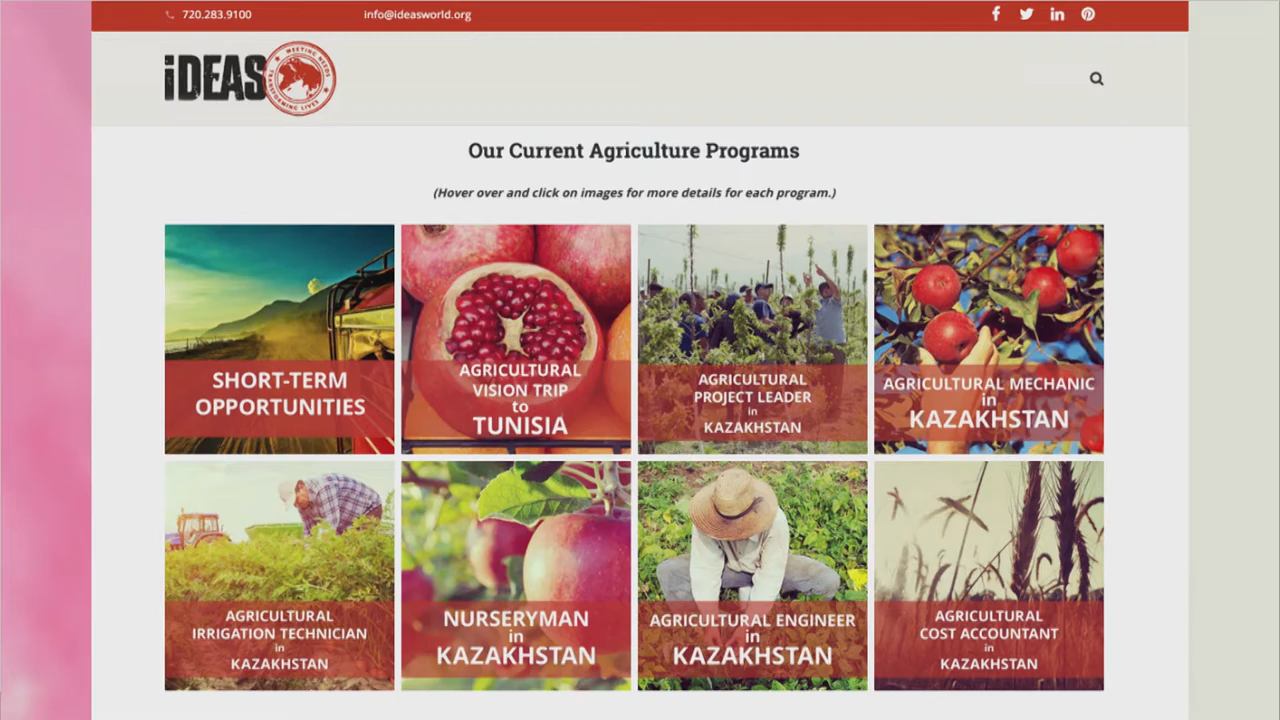 720.283.9100
info@ideasworld.org
iDEAS
MEETING NEEDS
TRANSFORMING LIVES
Our Current Agriculture Programs
(Hover over and click on images for more details for each program.)
SHORT-TERM
OPPORTUNITIES
AGRICULTURAL
VISION TRIP
to
TUNISIA
AGRICULTURAL
PROJECT LEADER
in
KAZAKHSTAN
AGRICULTURAL MECHANIC
in
KAZAKHSTAN
AGRICULTURAL
IRRIGATION TECHNICIAN
in
KAZAKHSTAN
NURSERYMAN
in
KAZAKHSTAN
AGRICULTURAL ENGINEER
in
KAZAKHSTAN
AGRICULTURAL
COST ACCOUNTANT
in
KAZAKHSTAN